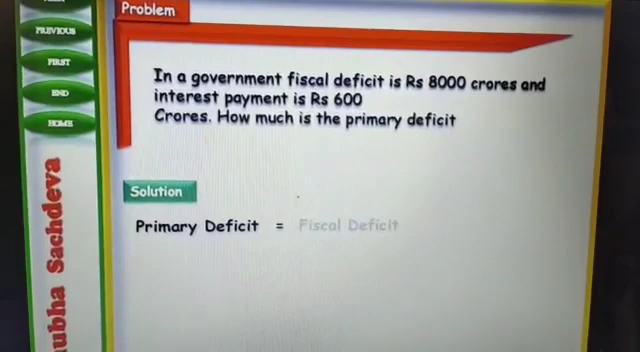 Problem
PREVIOUS
FIRST
END
HOME
In a government fiscal deficit is Rs 8000 crores and
interest payment is Rs 600
Crores. How much is the primary deficit
Solution
Primary Deficit = Fiscal Deficit
ubha Sachdeva